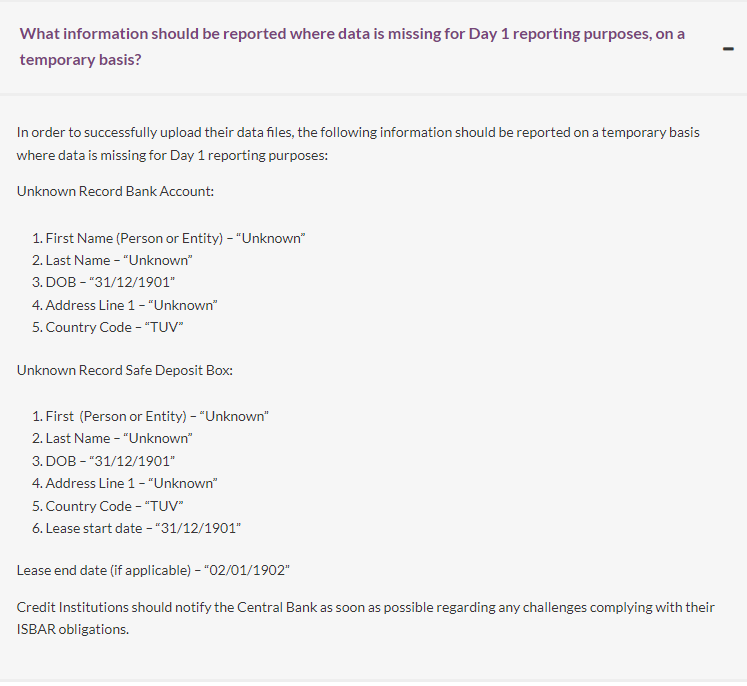 What information should be reported where data is missing for Day 1 reporting purposes, on a
temporary basis?
In order to successfully upload their data files, the following information should be reported on a temporary basis
where data is missing for Day 1 reporting purposes:
Unknown Record Bank Account:
1. First Name (Person or Entity) – “Unknown”
2. Last Name – “Unknown”
3. DOB – “31/12/1901”
4. Address Line 1 – “Unknown”
5. Country Code – “TUV”
Unknown Record Safe Deposit Box:
1. First  (Person or Entity) – “Unknown”
2. Last Name – “Unknown”
3. DOB – “31/12/1901”
4. Address Line 1 – “Unknown”
5. Country Code – “TUV”
6. Lease start date – “31/12/1901”
Lease end date (if applicable) – “02/01/1902”
Credit Institutions should notify the Central Bank as soon as possible regarding any challenges complying with their
ISBAR obligations.